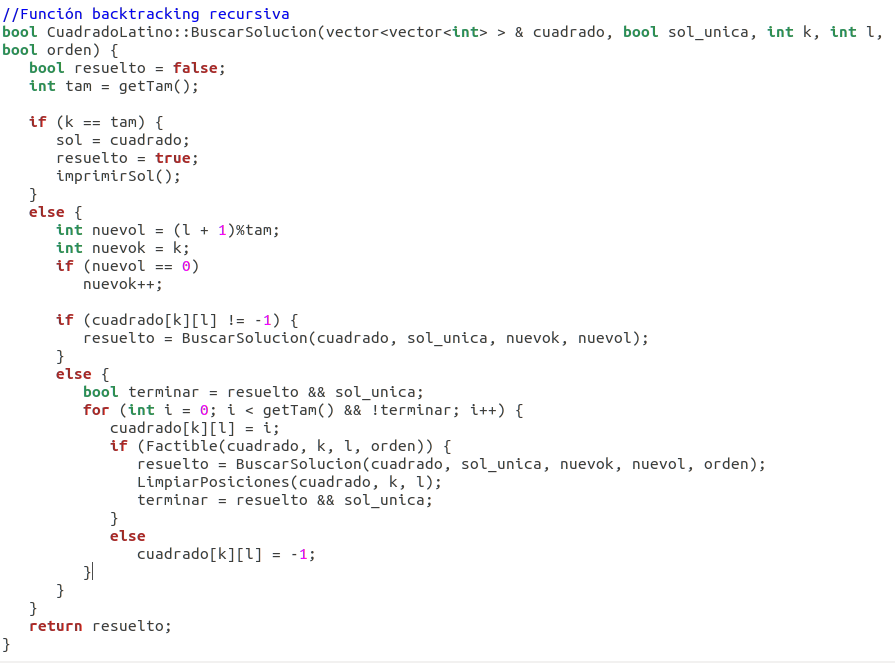 //Función backtracking recursiva
bool CuadradoLatino::BuscarSolucion(vector<vector<int> > & cuadrado, bool sol_unica, int k, int l,
bool orden) {
   bool resuelto = false;
   int tam = getTam();

   if (k == tam) {
      sol = cuadrado;
      resuelto = true;
      imprimirSol();
   }
   else {
      int nuevol = (l + 1)%tam;
      int nuevok = k;
      if (nuevol == 0)
         nuevok++;

      if (cuadrado[k][l] != -1) {
         resuelto = BuscarSolucion(cuadrado, sol_unica, nuevok, nuevol);
      }
      else {
         bool terminar = resuelto && sol_unica;
         for (int i = 0; i < getTam() && !terminar; i++) {
            cuadrado[k][l] = i;
            if (Factible(cuadrado, k, l, orden)) {
               resuelto = BuscarSolucion(cuadrado, sol_unica, nuevok, nuevol, orden);
               LimpiarPosiciones(cuadrado, k, l);
               terminar = resuelto && sol_unica;
            }
            else
               cuadrado[k][l] = -1;
         }
      }
   }
   return resuelto;
}